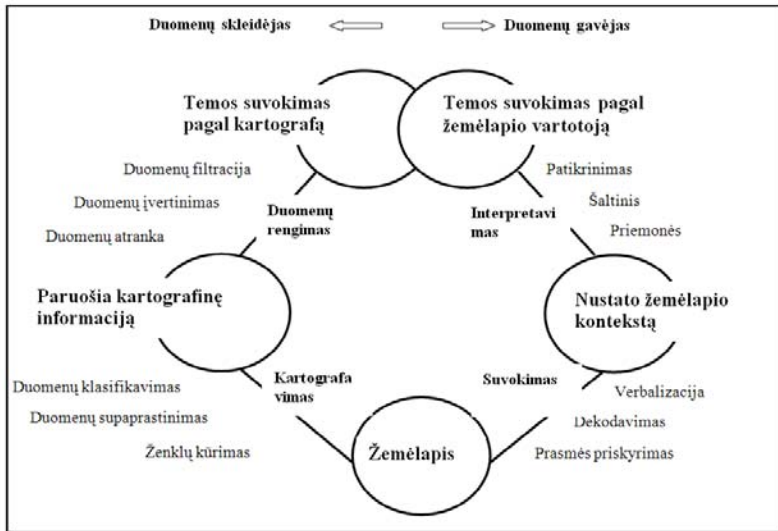 Duomenų skleidėjas
Duomenų gavėjas
Temos suvokimas
pagal kartografą
Temos suvokimas pagal
žemėlapio vartotoją
Duomenų filtracija
Duomenų įvertinimas
Duomenų atranka
Duomenų
rengimas
Interpretavi
mas
Patikrinimas
Šaltinis
Priemonės
Paruošia kartografinę
informaciją
Nustato žemėlapio
kontekstą
Duomenų klasifikavimas
Duomenų supaprastinimas
Ženklų kūrimas
Kartografa
vimas
Suvokimas
Verbalizacija
Dekodavimas
Prasmės priskyrimas
Žemėlapis